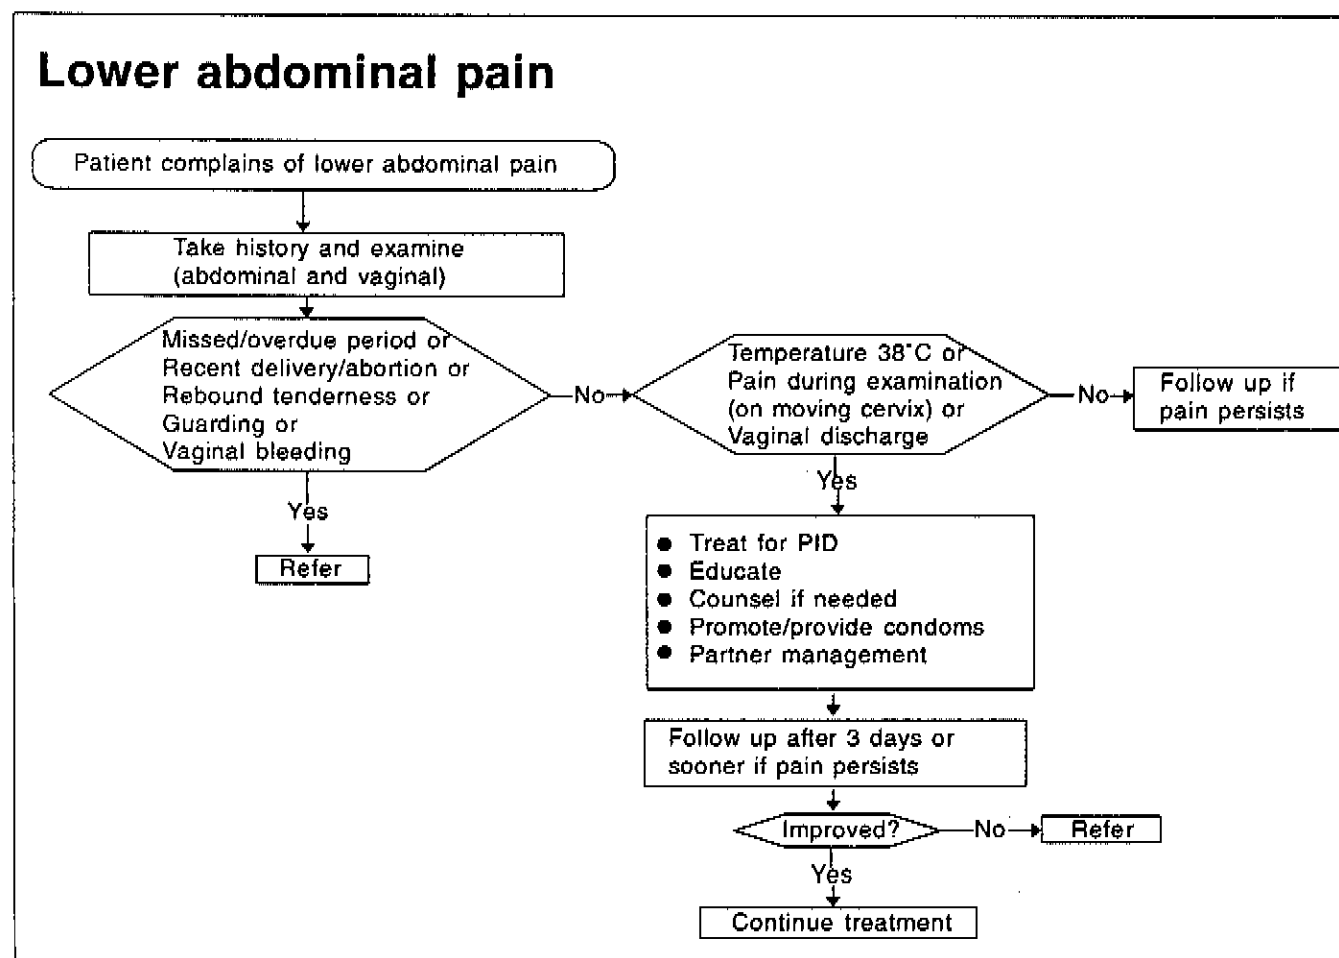 Lower abdominal pain
Patient complains of lower abdominal pain
Take history and examine
(abdominal and vaginal)
Missed/overdue period or
Recent delivery/abortion or
Rebound tenderness or
Guarding or
Vaginal bleeding
No
Temperature 38°C or
Pain during examination
(on moving cervix) or
Vaginal discharge
No
Follow up if
pain persists
Yes
Refer
Yes
● Treat for PID
● Educate
● Counsel if needed
● Promote/provide condoms
● Partner management
Follow up after 3 days or
sooner if pain persists
Improved?
No
Refer
Yes
Continue treatment